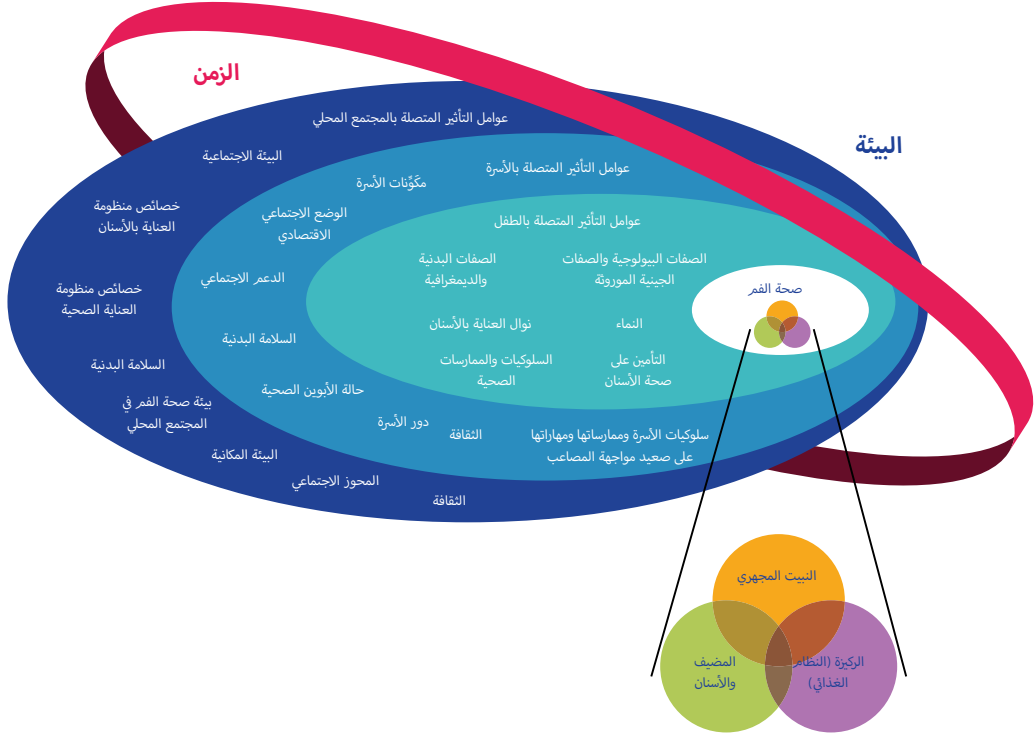 الزمن
البيئة
عوامل التأثير المتصلة بالمجتمع المحلي
البيئة الاجتماعية
خصائص منظومة
العناية بالأسنان
خصائص منظومة
العناية الصحية
السلامة البدنية
بيئة صحة الفم في
المجتمع المحلي
البيئة المكانية
المحوز الاجتماعي
الثقافة
عوامل التأثير المتصلة بالأسرة
مكَوِّنات الأسرة
الوضع الاجتماعي
الاقتصادي
الدعم الاجتماعي
السلامة البدنية
حالة الأبوين الصحية
دور الأسرة
الثقافة
سلوكيات الأسرة وممارساتها ومهاراتها
على صعيد مواجهة المصاعب
عوامل التأثير المتصلة بالطفل
الصفات البيولوجية والصفات
الجينية الموروثة
الصفات البدنية
والديمغرافية
النماء
نوال العناية بالأسنان
التأمين على
صحة الأسنان
السلوكيات والممارسات
الصحية
صحة الفم
النبيت المجهري
الركيزة (النظام
الغذائي)
المضيف
والأسنان